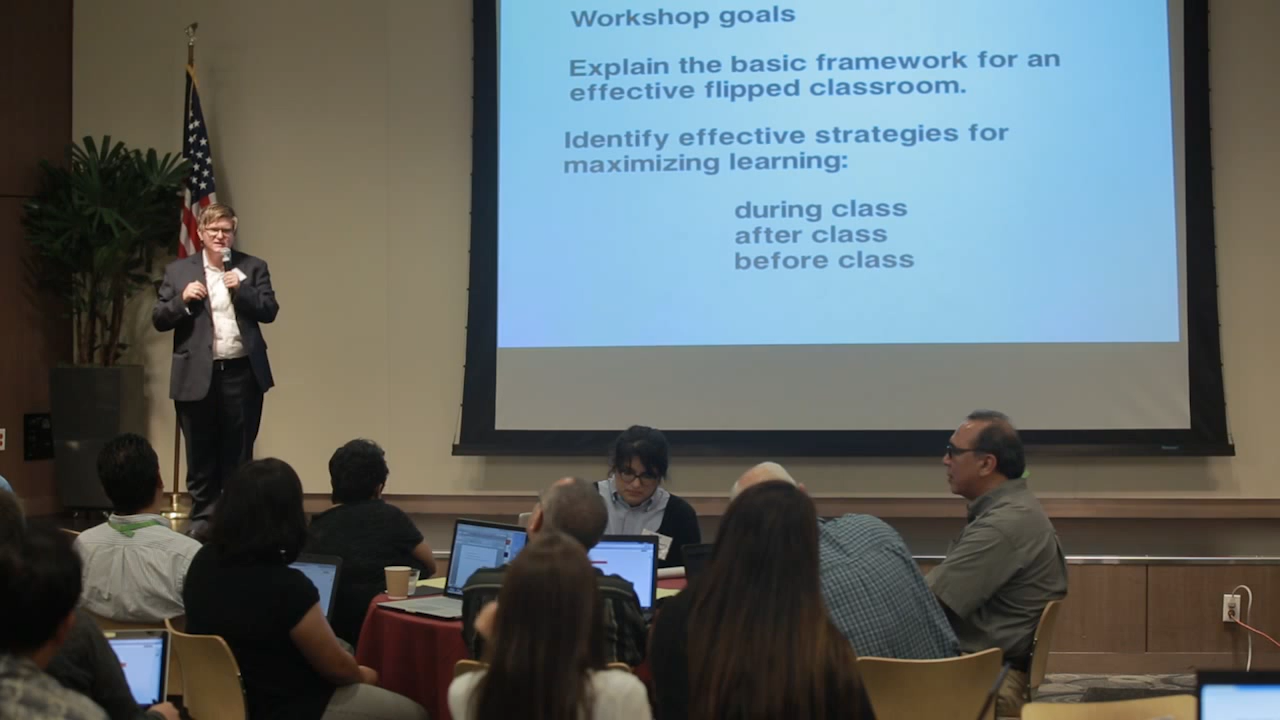 Workshop goals
Explain the basic framework for an
effective flipped classroom.
Identify effective strategies for
maximizing learning:
during class
after class
before class